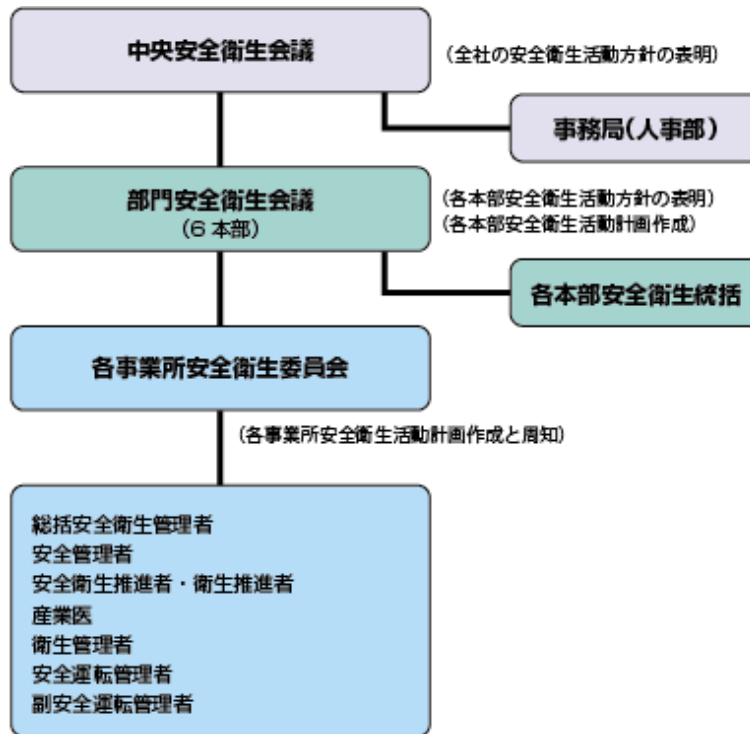 中央安全衛生会議
(全社の安全衛生活動方針の表明)
事務局(人事部)
部門安全衛生会議
(6本部)
(各本部安全衛生活動方針の表明)
(各本部安全衛生活動計画作成)
各本部安全衛生統括
各事業所安全衛生委員会
(各事業所安全衛生活動計画作成と周知)
総括安全衛生管理者
安全管理者
安全衛生推進者・衛生推進者
産業医
衛生管理者
安全運転管理者
副安全運転管理者